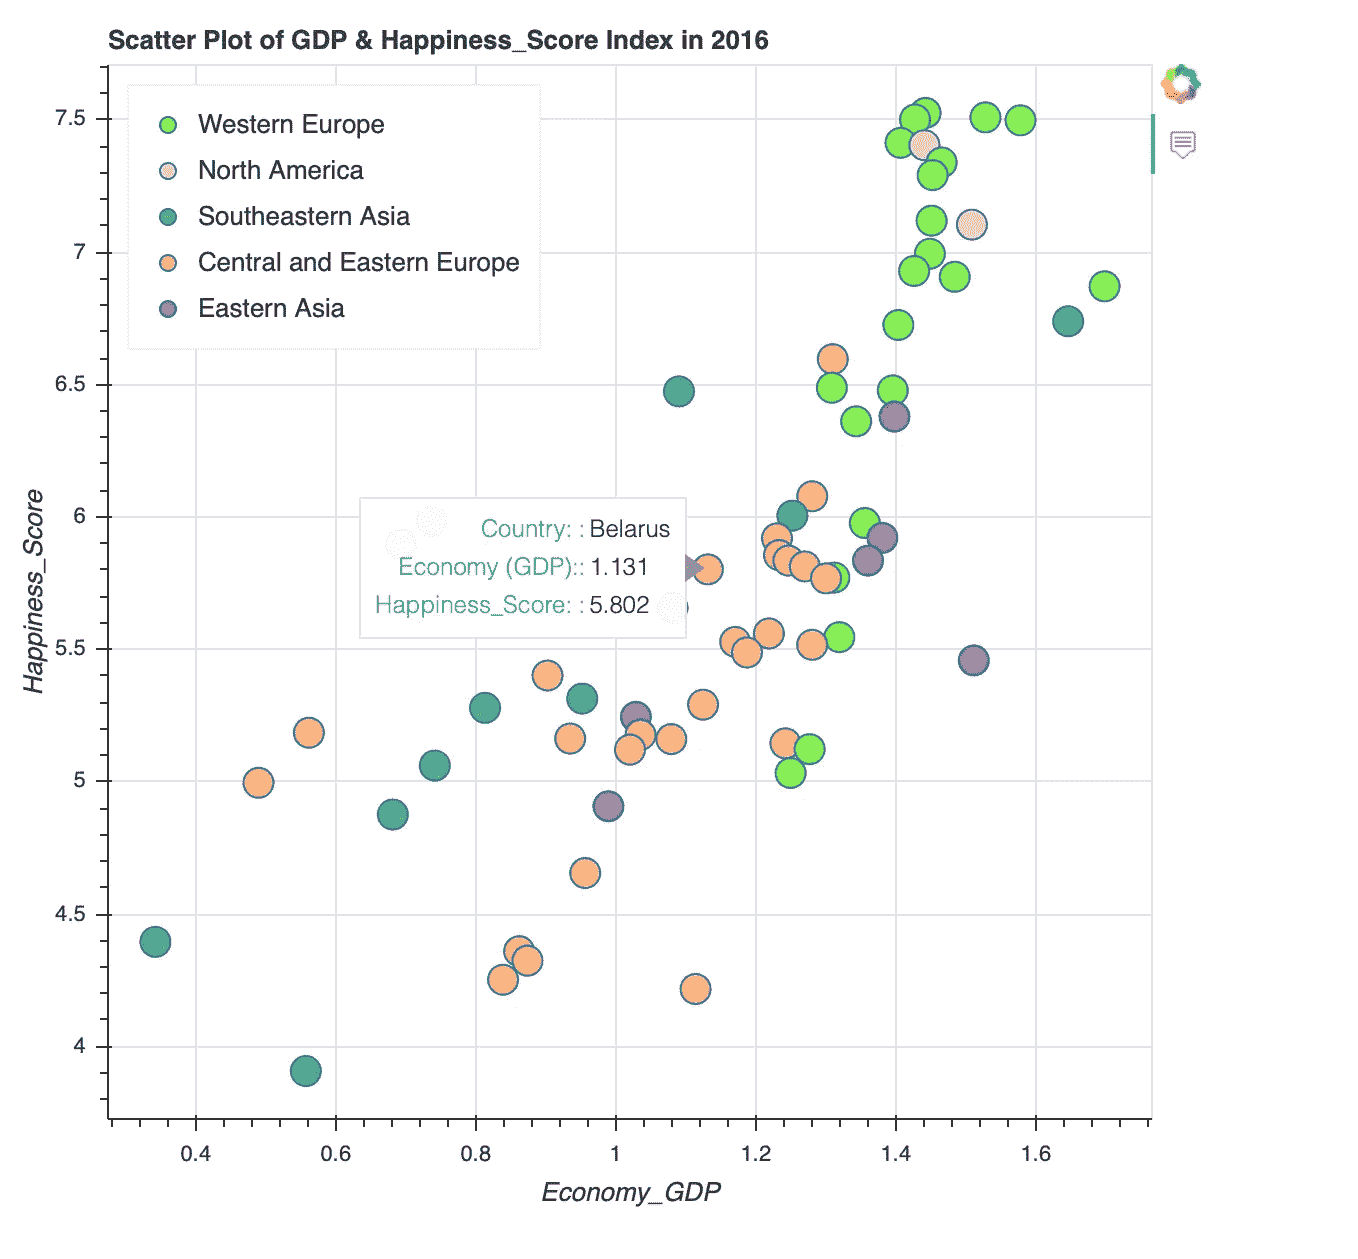 Scatter Plot of GDP & Happiness_Score Index in 2016
Western Europe
North America
Southeastern Asia
Central and Eastern Europe
Eastern Asia
7.5
7
6.5
6
5.5
5
4.5
4
Happiness_Score
Country: : Belarus
Economy (GDP):: 1.131
Happiness_Score: : 5.802
0.4 0.6 0.8 1 1.2 1.4 1.6
Economy_GDP